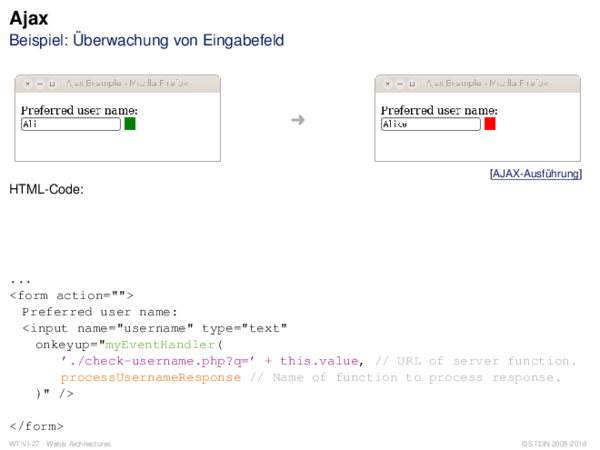 Ajax
Beispiel: Überwachung von Eingabefeld
Ajax Example - Mozilla Firefox
Preferred user name:
Ali
➔
Ajax Example - Mozilla Firefox
Preferred user name:
Alice
[AJAX-Ausführung]
HTML-Code:
...
<form action="">
Preferred user name:
<input name="username" type="text"
onkeyup="myEventHandler(
'./check-username.php?q=' + this.value, // URL of server function.
processUsernameResponse // Name of function to process response.
)" />
</form>
WT:VI-27 Webis Architectures
© STEIN 2005-2018